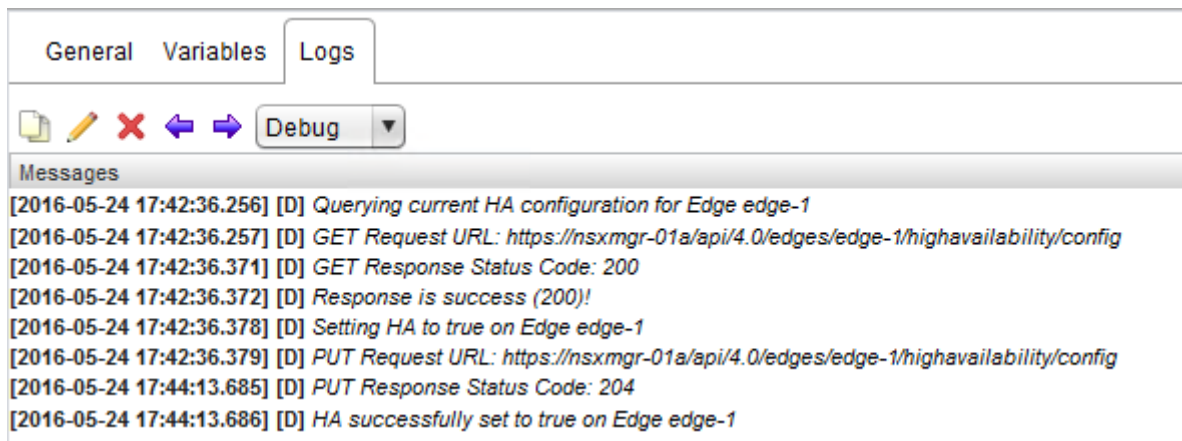 General Variables Logs
Debug
Messages
[2016-05-24 17:42:36.256] [D] Querying current HA configuration for Edge edge-1
[2016-05-24 17:42:36.257] [D] GET Request URL: https://nsxmgr-01a/api/4.0/edges/edge-1/highavailability/config
[2016-05-24 17:42:36.371] [D] GET Response Status Code: 200
[2016-05-24 17:42:36.372] [D] Response is success (200)!
[2016-05-24 17:42:36.378] [D] Setting HA to true on Edge edge-1
[2016-05-24 17:42:36.379] [D] PUT Request URL: https://nsxmgr-01a/api/4.0/edges/edge-1/highavailability/config
[2016-05-24 17:44:13.685] [D] PUT Response Status Code: 204
[2016-05-24 17:44:13.686] [D] HA successfully set to true on Edge edge-1